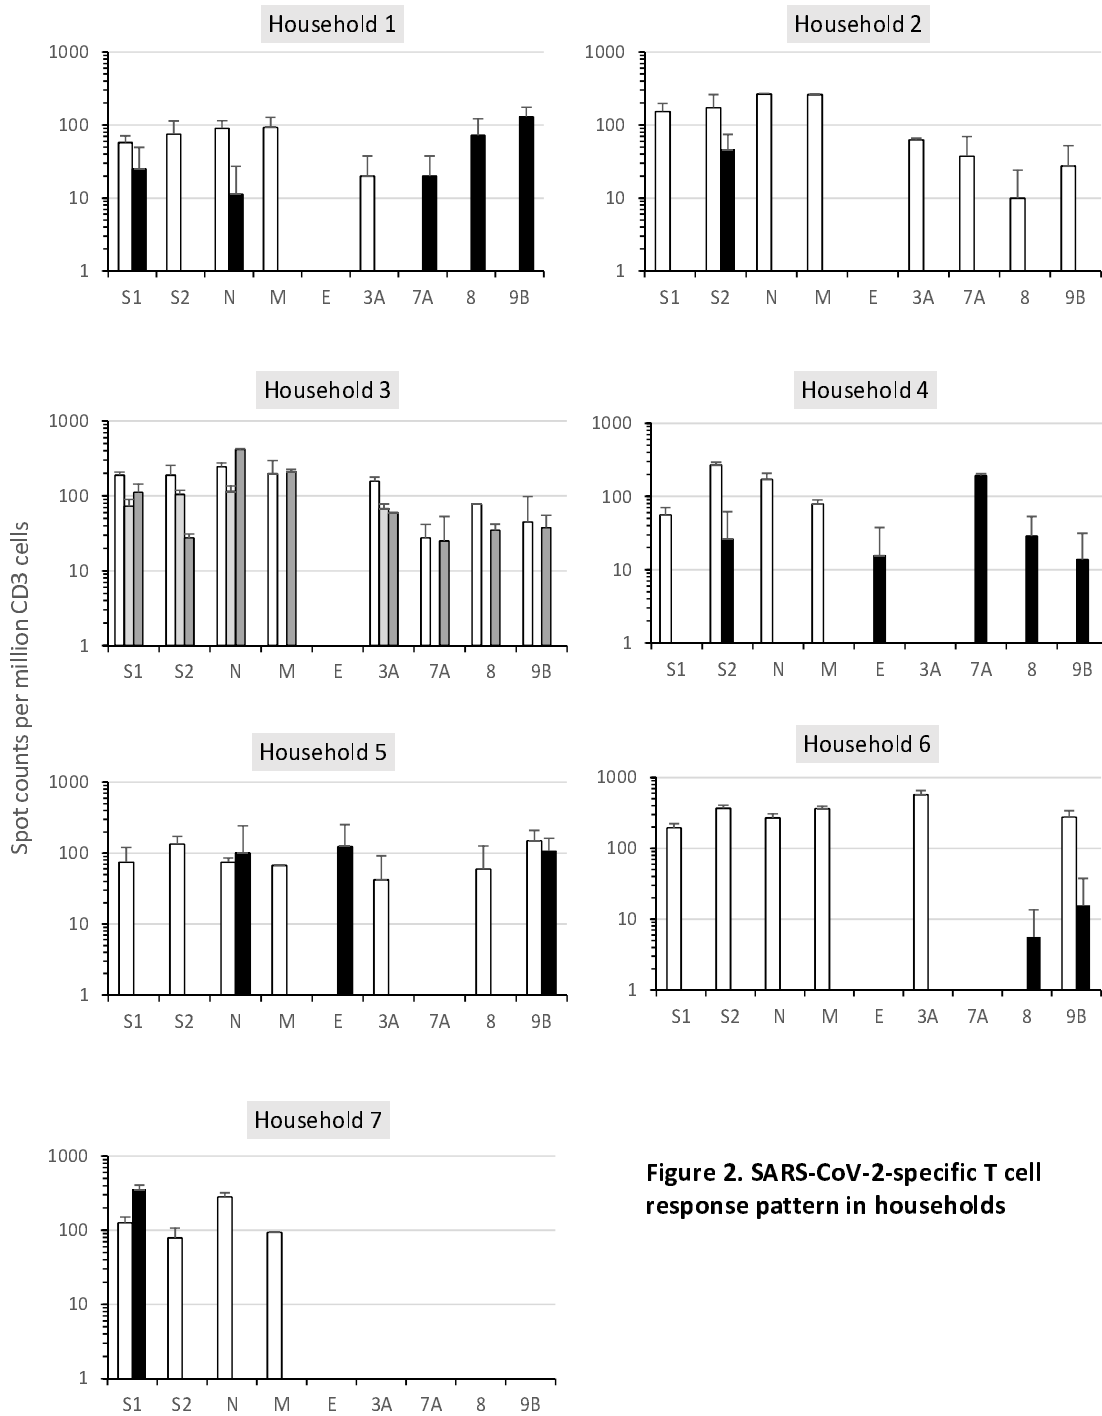 Household 1
1000
100
10
1
S1 S2 N M E 3A 7A 8 9B
Household 2
1000
100
10
1
S1 S2 N M E 3A 7A 8 9B
Spot counts per million CD3 cells
Household 3
1000
100
10
1
S1 S2 N M E 3A 7A 8 9B
Household 4
1000
100
10
1
S1 S2 N M E 3A 7A 8 9B
Household 5
1000
100
10
1
S1 S2 N M E 3A 7A 8 9B
Household 6
1000
100
10
1
S1 S2 N M E 3A 7A 8 9B
Household 7
1000
100
10
1
S1 S2 N M E 3A 7A 8 9B
Figure 2. SARS-CoV-2-specific T cell
response pattern in households